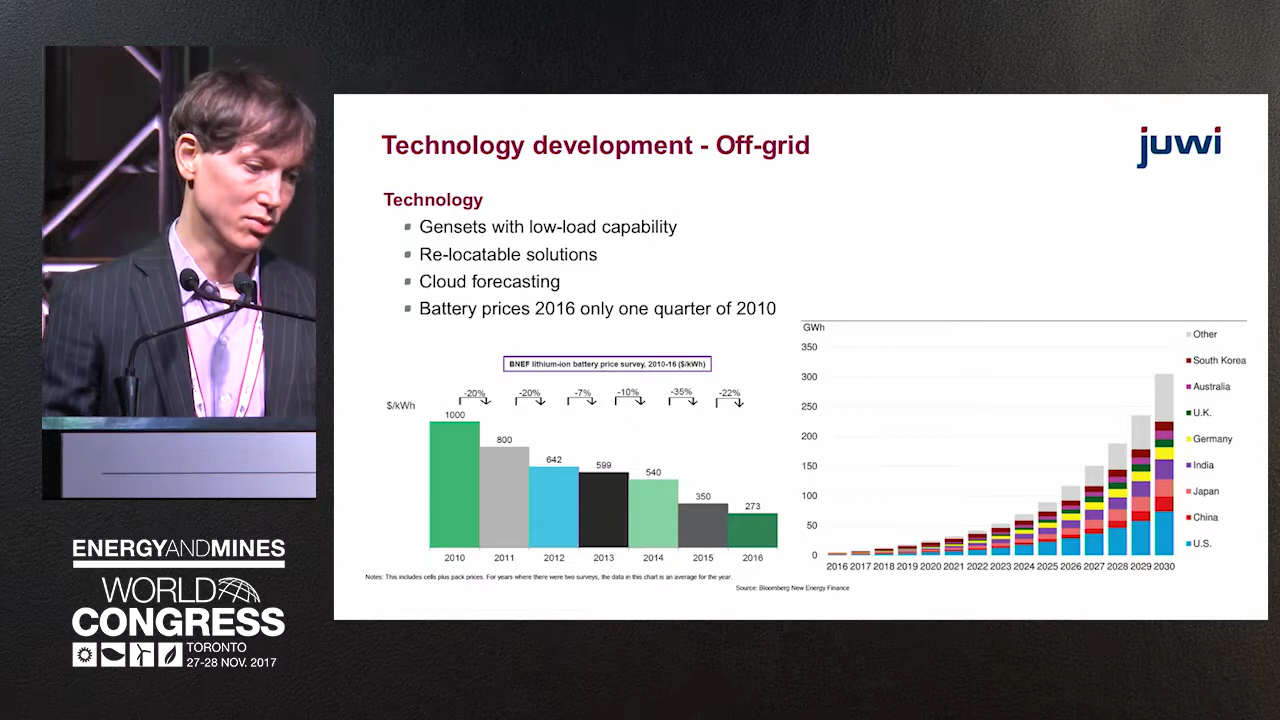 Technology development - Off-grid
juwi
Technology
Gensets with low-load capability
Re-locatable solutions
Cloud forecasting
Battery prices 2016 only one quarter of 2010
BNEF lithium-ion battery price survey, 2010-16 ($/kWh)
-20% -20% -7% -10% -35% -22%
$/kWh
1000 800 642 599 540 350 273
2010 2011 2012 2013 2014 2015 2016
Notes: This includes cells plus pack prices. For years where there were two surveys, the data in this chart is an average for the year.
GWh
350
300
250
200
150
100
50
0
2016 2017 2018 2019 2020 2021 2022 2023 2024 2025 2026 2027 2028 2029 2030
Other
South Korea
Australia
U.K.
Germany
India
Japan
China
U.S.
Source: Bloomberg New Energy Finance
ENERGYANDMINES
WORLD
CONGRESS
TORONTO
27-28 NOV. 2017